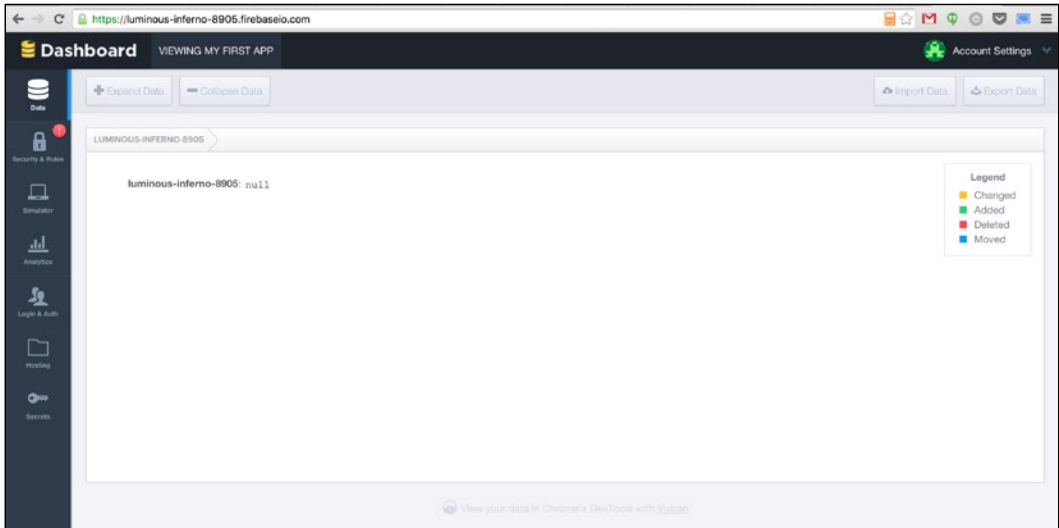 https://luminous-inferno-8905.firebaseio.com
Dashboard
VIEWING MY FIRST APP
Account Settings
Data
Security & Rules
Simulator
Analytics
Login & Auth
Hosting
Secrets
Expand Data
Collapse Data
Import Data
Export Data
LUMINOUS-INFERNO-8905
luminous-inferno-8905: null
Legend
Changed
Added
Deleted
Moved
View your data in Chrome's DevTools with Vulcan